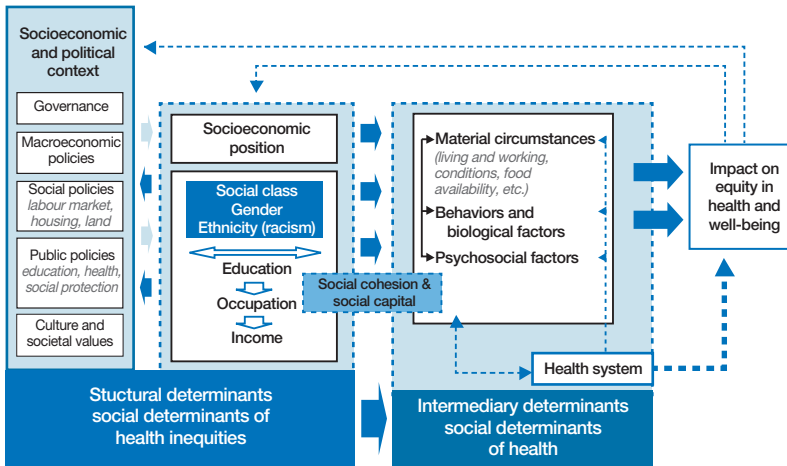 Socioeconomic
and political
context
Governance
Macroeconomic
policies
Social policies
labour market,
housing, land
Public policies
education, health,
social protection
Culture and
societal values
Socioeconomic
position
Social class
Gender
Ethnicity (racism)
Education
Occupation
Income
Social cohesion &
social capital
Material circumstances
(living and working,
conditions, food
availability, etc.)
Behaviors and
biological factors
Psychosocial factors
Health system
Impact on
equity in
health and
well-being
Stuctural determinants
social determinants of
health inequities
Intermediary determinants
social determinants
of health